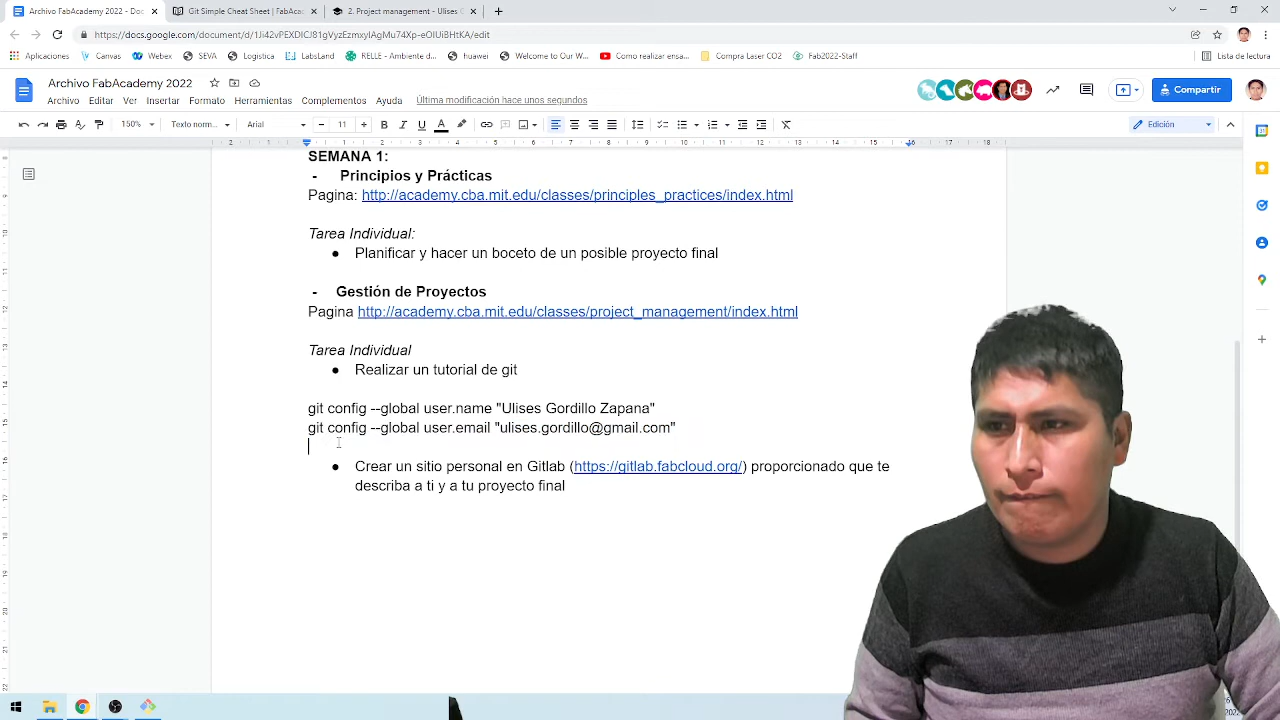 Archivo FabAcademy 2022 - Doc
Git Simple Cheat Sheet | FabAca
2. Project management - Ulises G
docs.google.com/document/d/1Ji42vPEXDICJ81gVyzEzmxyIAgMu74Xp-eOIUiBHtKA/edit
Aplicaciones
Canvas
Webex
SEVA
Logistica
LabsLand
RELLE - Ambiente d...
huawei
Welcome to Our W...
Como realizar ensa...
Compra Laser CO2
Fab2022-Staff
Lista de lectura
Archivo FabAcademy 2022
Archivo Editar Ver Insertar Formato Herramientas Complementos Ayuda
Última modificación hace unos segundos
Compartir
150%
Texto norm...
Arial
11
Edición
SEMANA 1:
- Principios y Prácticas
Pagina: http://academy.cba.mit.edu/classes/principles_practices/index.html
Tarea Individual:
● Planificar y hacer un boceto de un posible proyecto final
- Gestión de Proyectos
Pagina http://academy.cba.mit.edu/classes/project_management/index.html
Tarea Individual
● Realizar un tutorial de git
git config --global user.name "Ulises Gordillo Zapana"
git config --global user.email "ulises.gordillo@gmail.com"
● Crear un sitio personal en Gitlab (https://gitlab.fabcloud.org/) proporcionado que te
describa a ti y a tu proyecto final